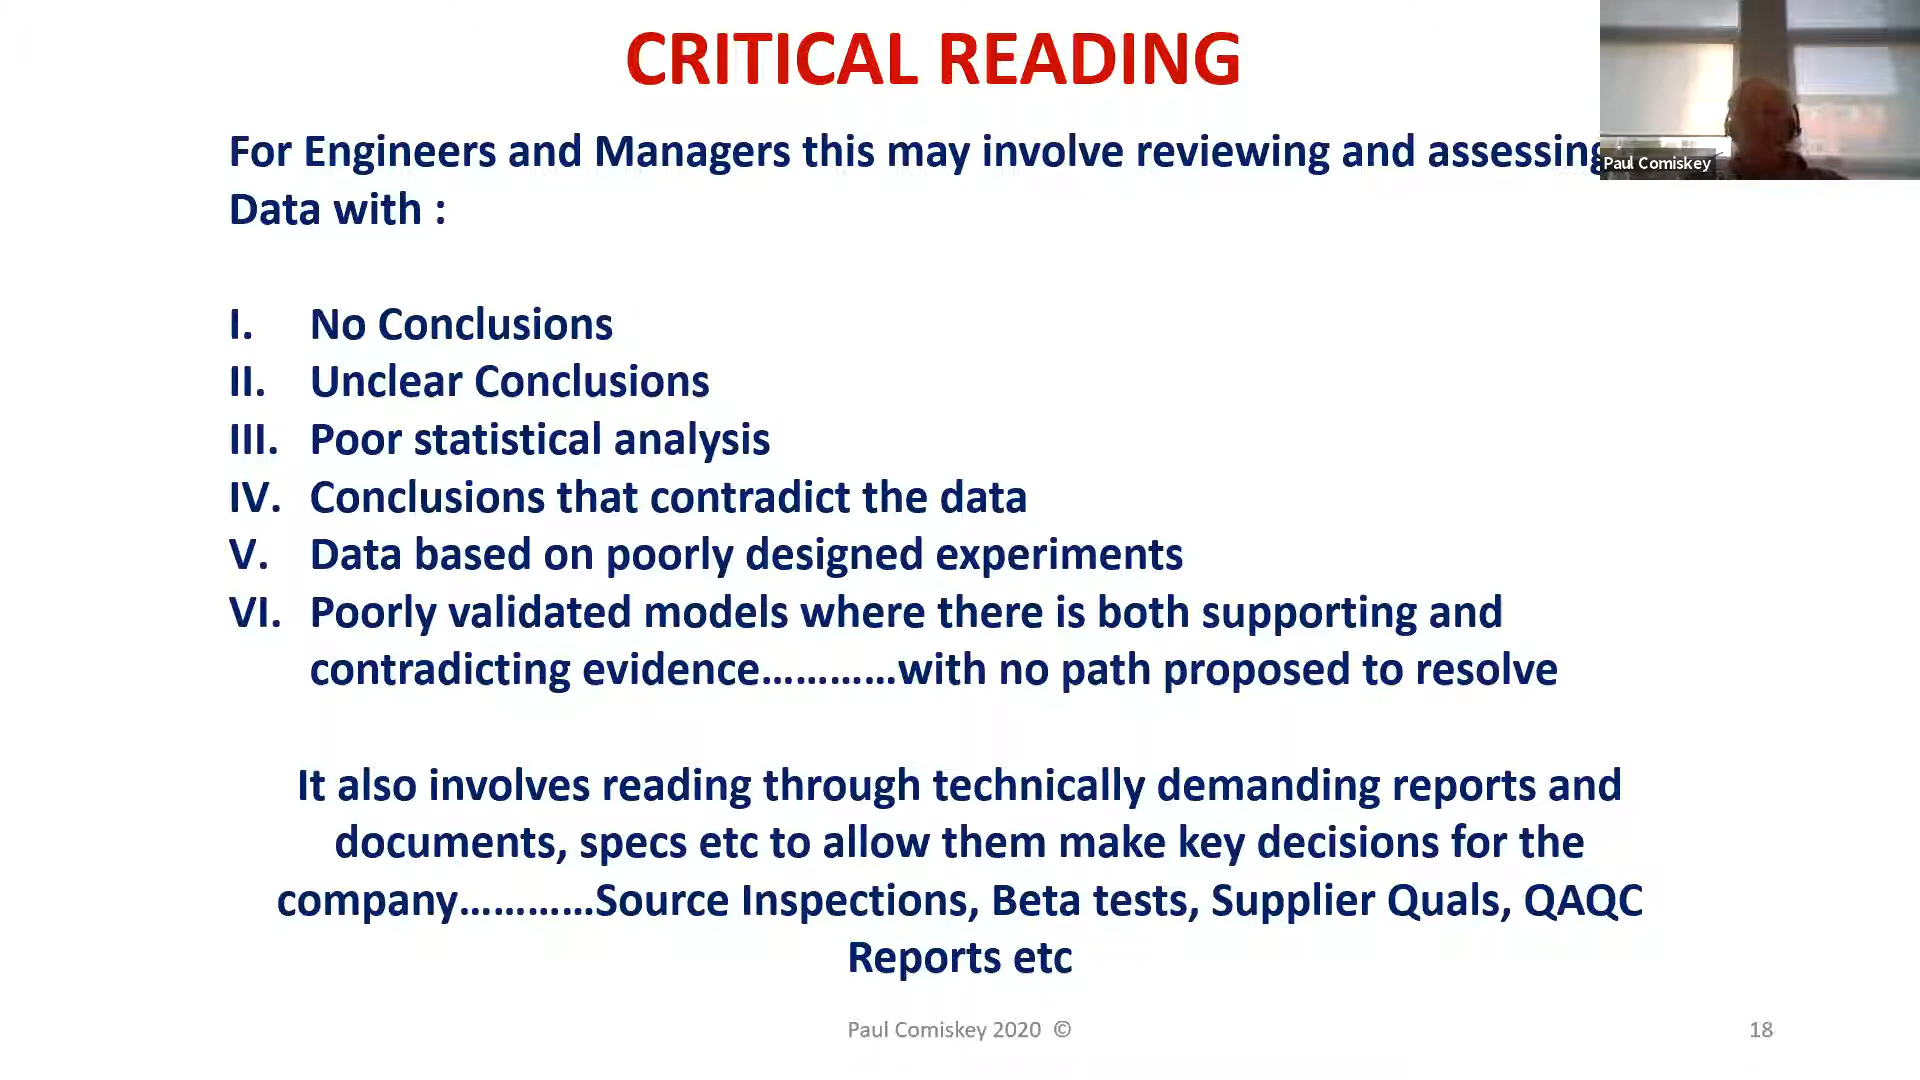 CRITICAL READING
For Engineers and Managers this may involve reviewing and assessing
Paul Comiskey
Data with :
I. No Conclusions
II. Unclear Conclusions
III. Poor statistical analysis
IV. Conclusions that contradict the data
V. Data based on poorly designed experiments
VI. Poorly validated models where there is both supporting and
contradicting evidence............with no path proposed to resolve
It also involves reading through technically demanding reports and
documents, specs etc to allow them make key decisions for the
company............Source Inspections, Beta tests, Supplier Quals, QAQC
Reports etc
Paul Comiskey 2020 ©
18